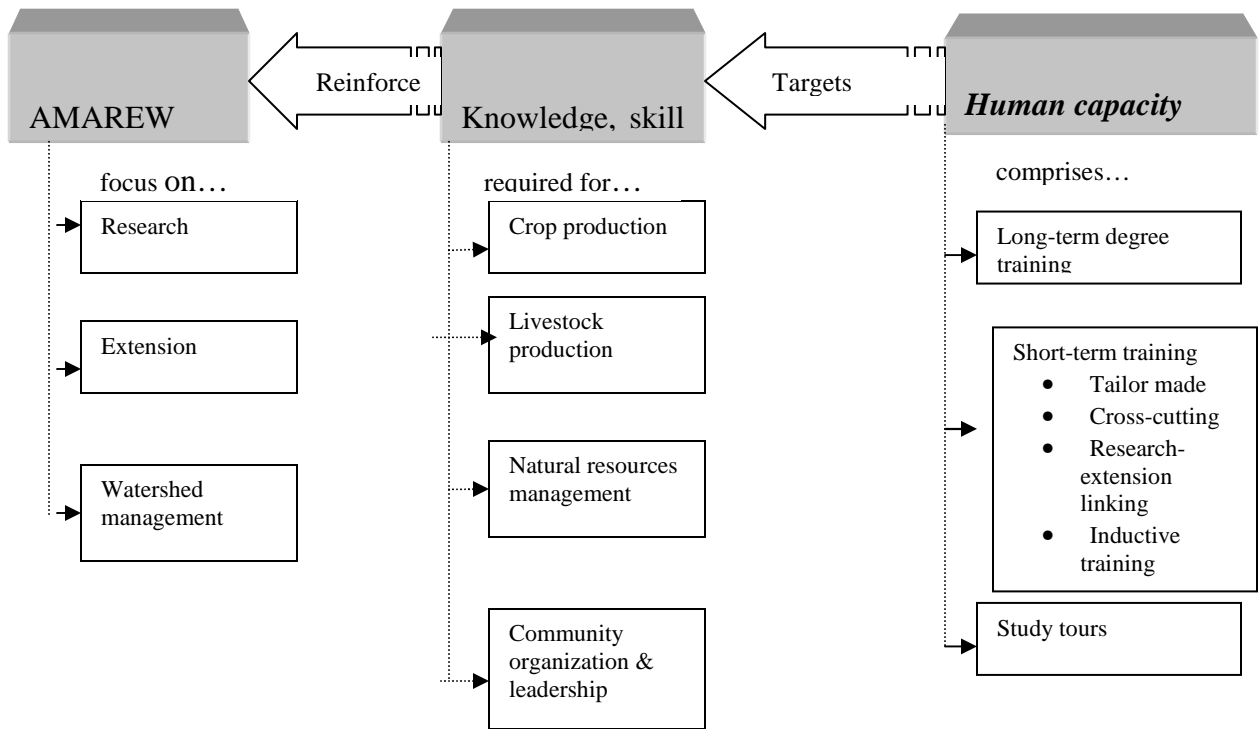 AMAREW
Reinforce
Knowledge, skill
Targets
Human capacity
focus on…
Research
Extension
Watershed
management
required for…
Crop production
Livestock
production
Natural resources
management
Community
organization &
leadership
comprises…
Long-term degree
training
Short-term training
● Tailor made
● Cross-cutting
● Research-
extension
linking
● Inductive
training
Study tours